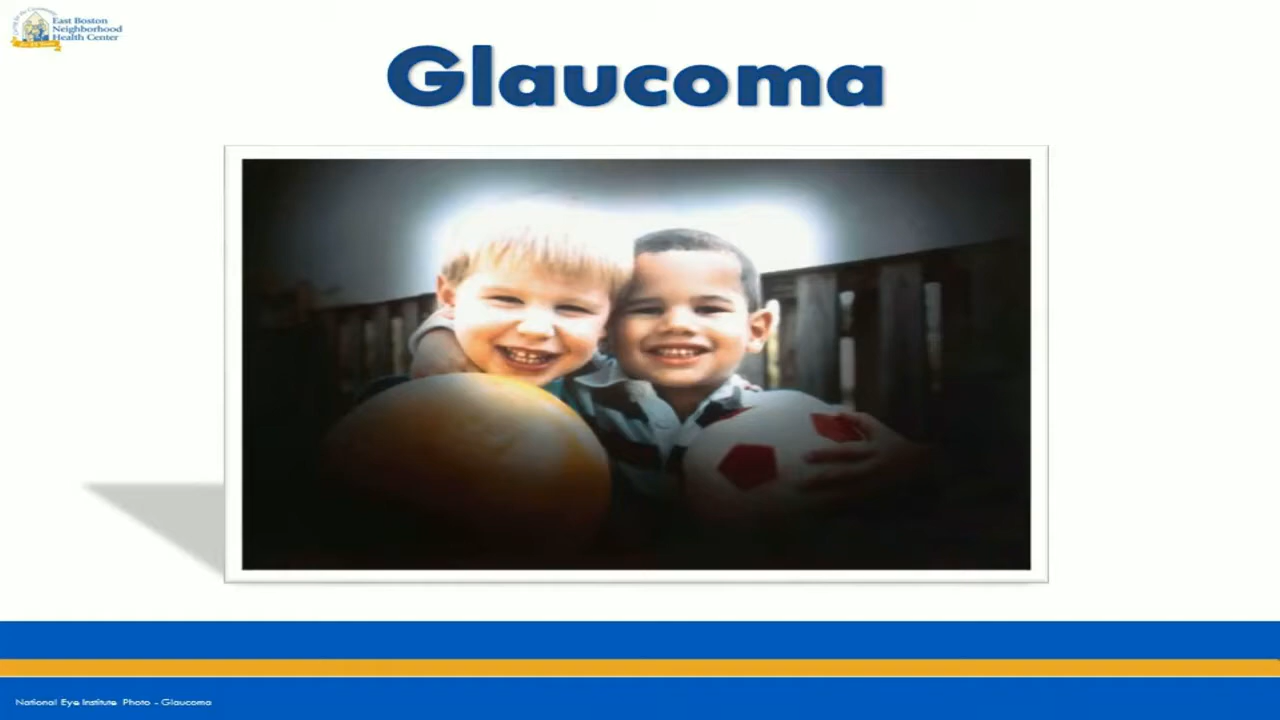 East Boston
Neighborhood
Health Center
Glaucoma
National Eye Institute Photo - Glaucoma